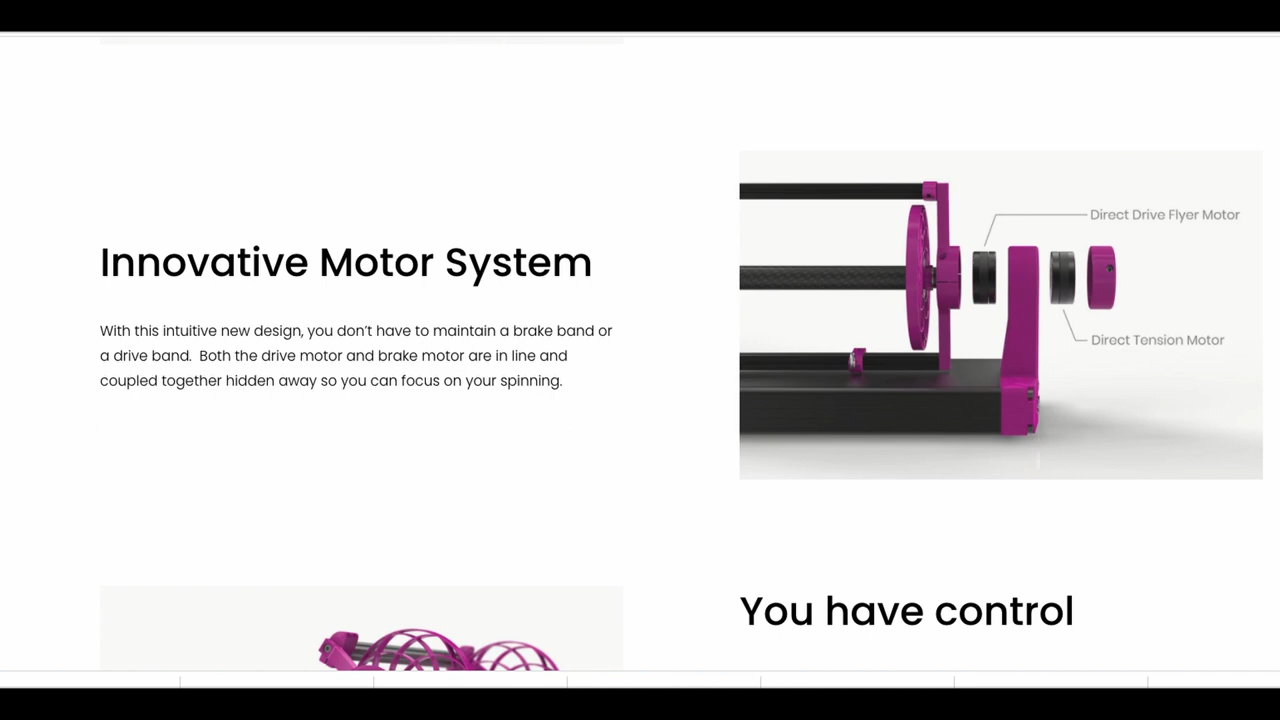 Innovative Motor System
With this intuitive new design, you don’t have to maintain a brake band or
a drive band.  Both the drive motor and brake motor are in line and
coupled together hidden away so you can focus on your spinning.
Direct Drive Flyer Motor
Direct Tension Motor
You have control